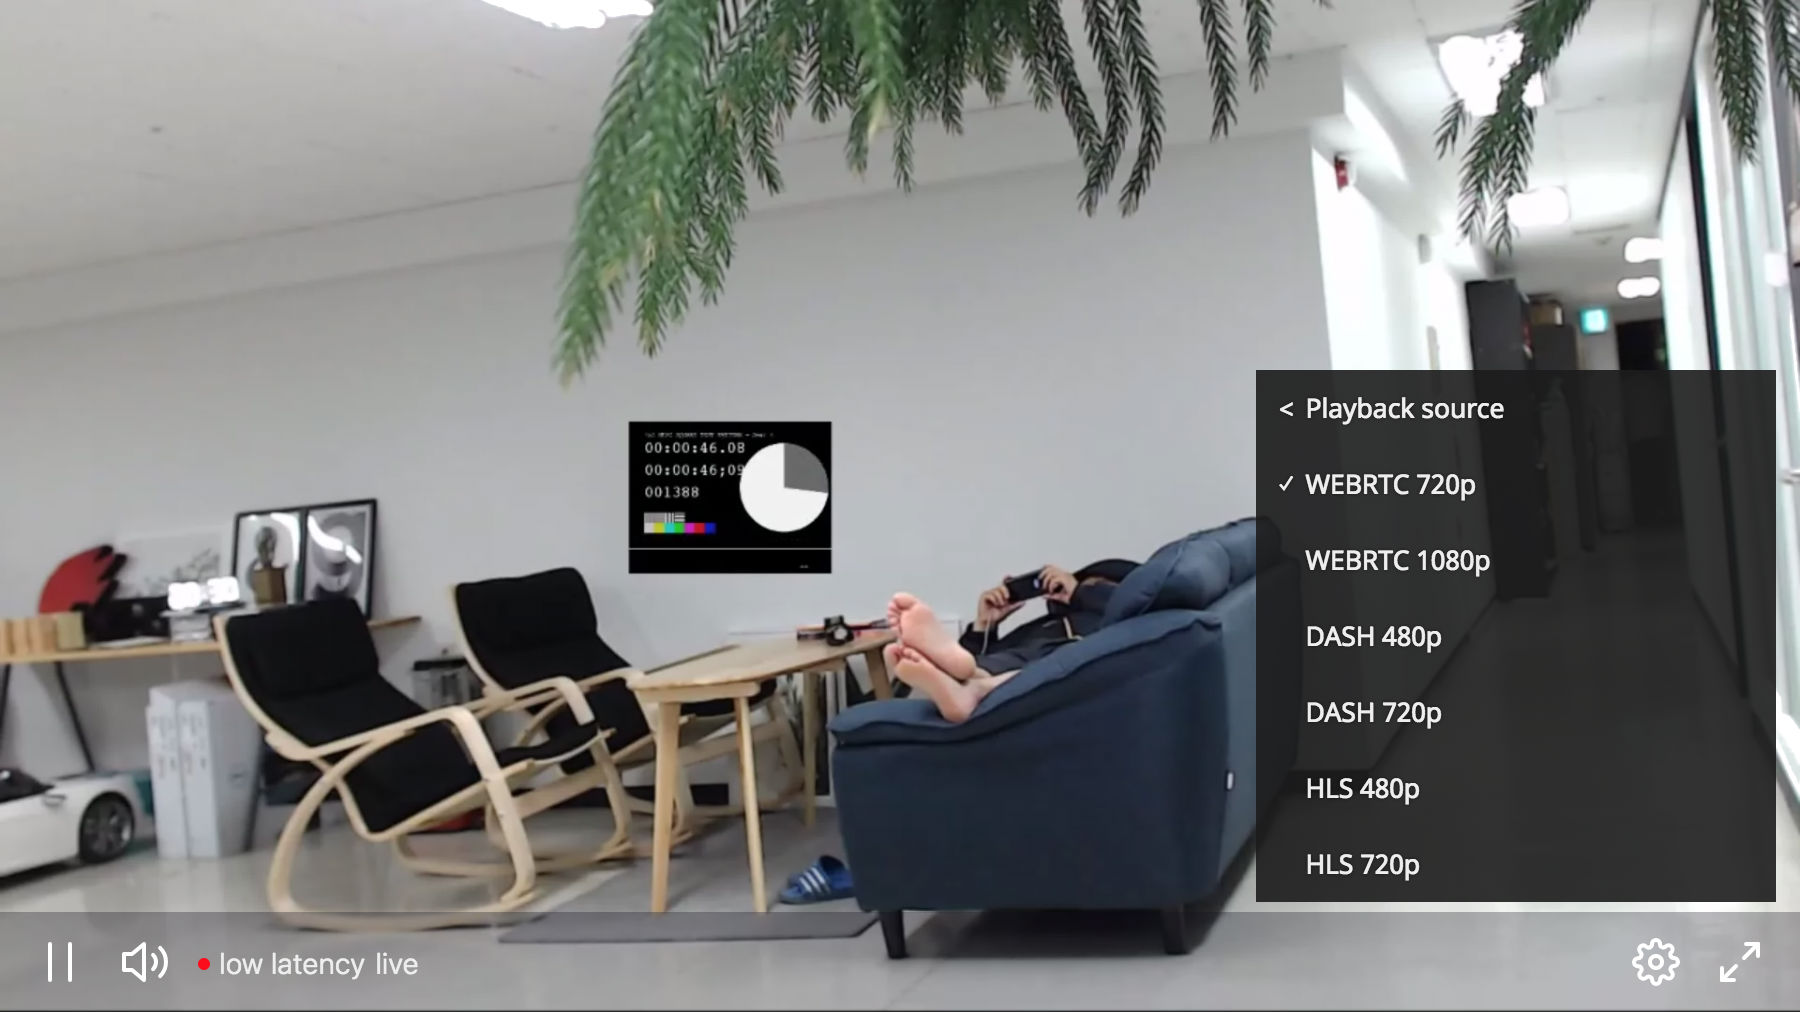 00:00:46.08
00:00:46;09
001388
< Playback source
✓ WEBRTC 720p
WEBRTC 1080p
DASH 480p
DASH 720p
HLS 480p
HLS 720p
low latency live